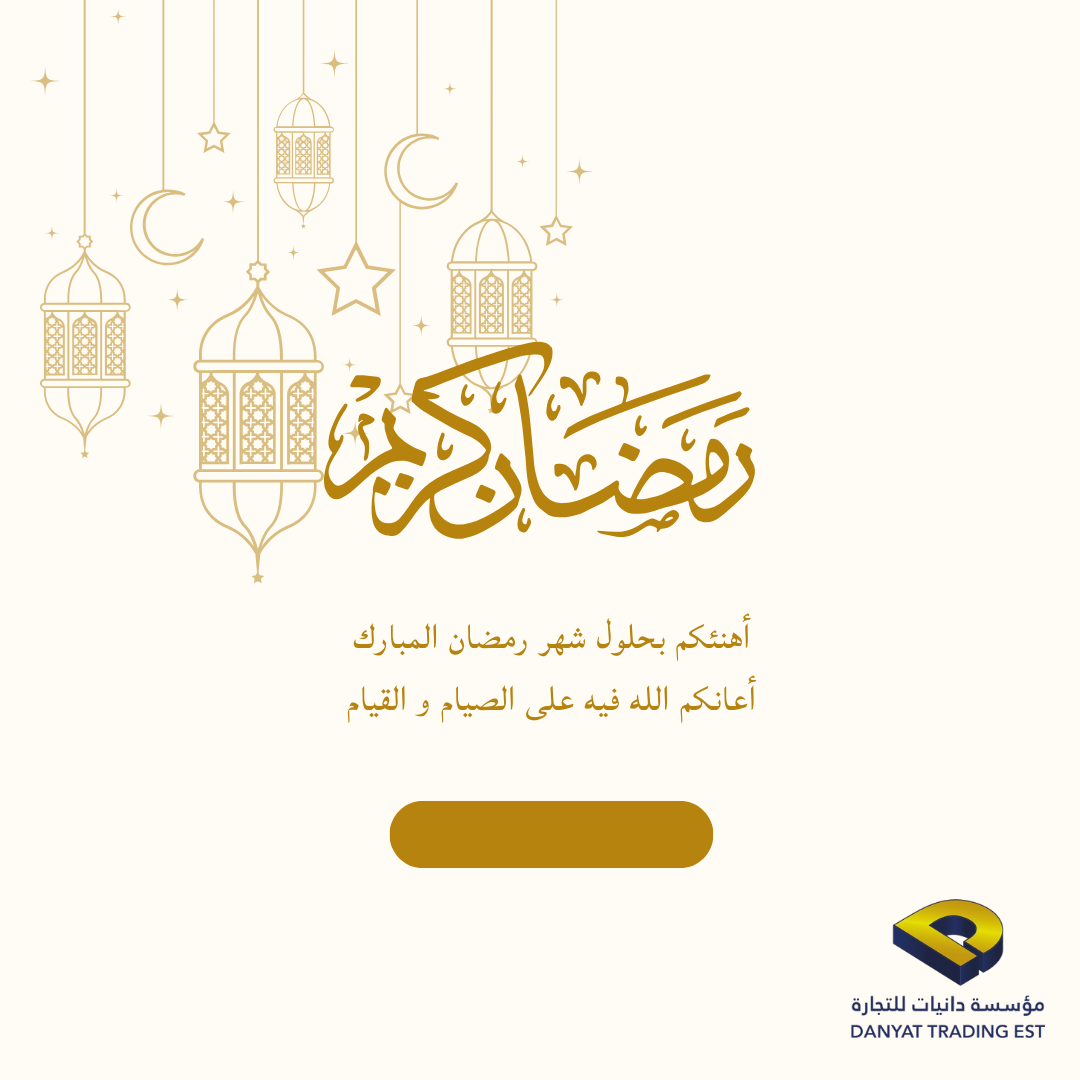 رمضان كريم
أهنئكم بحلول شهر رمضان المبارك
أعانكم الله فيه على الصيام و القيام
مؤسسة دانيات للتجارة
DANYAT TRADING EST